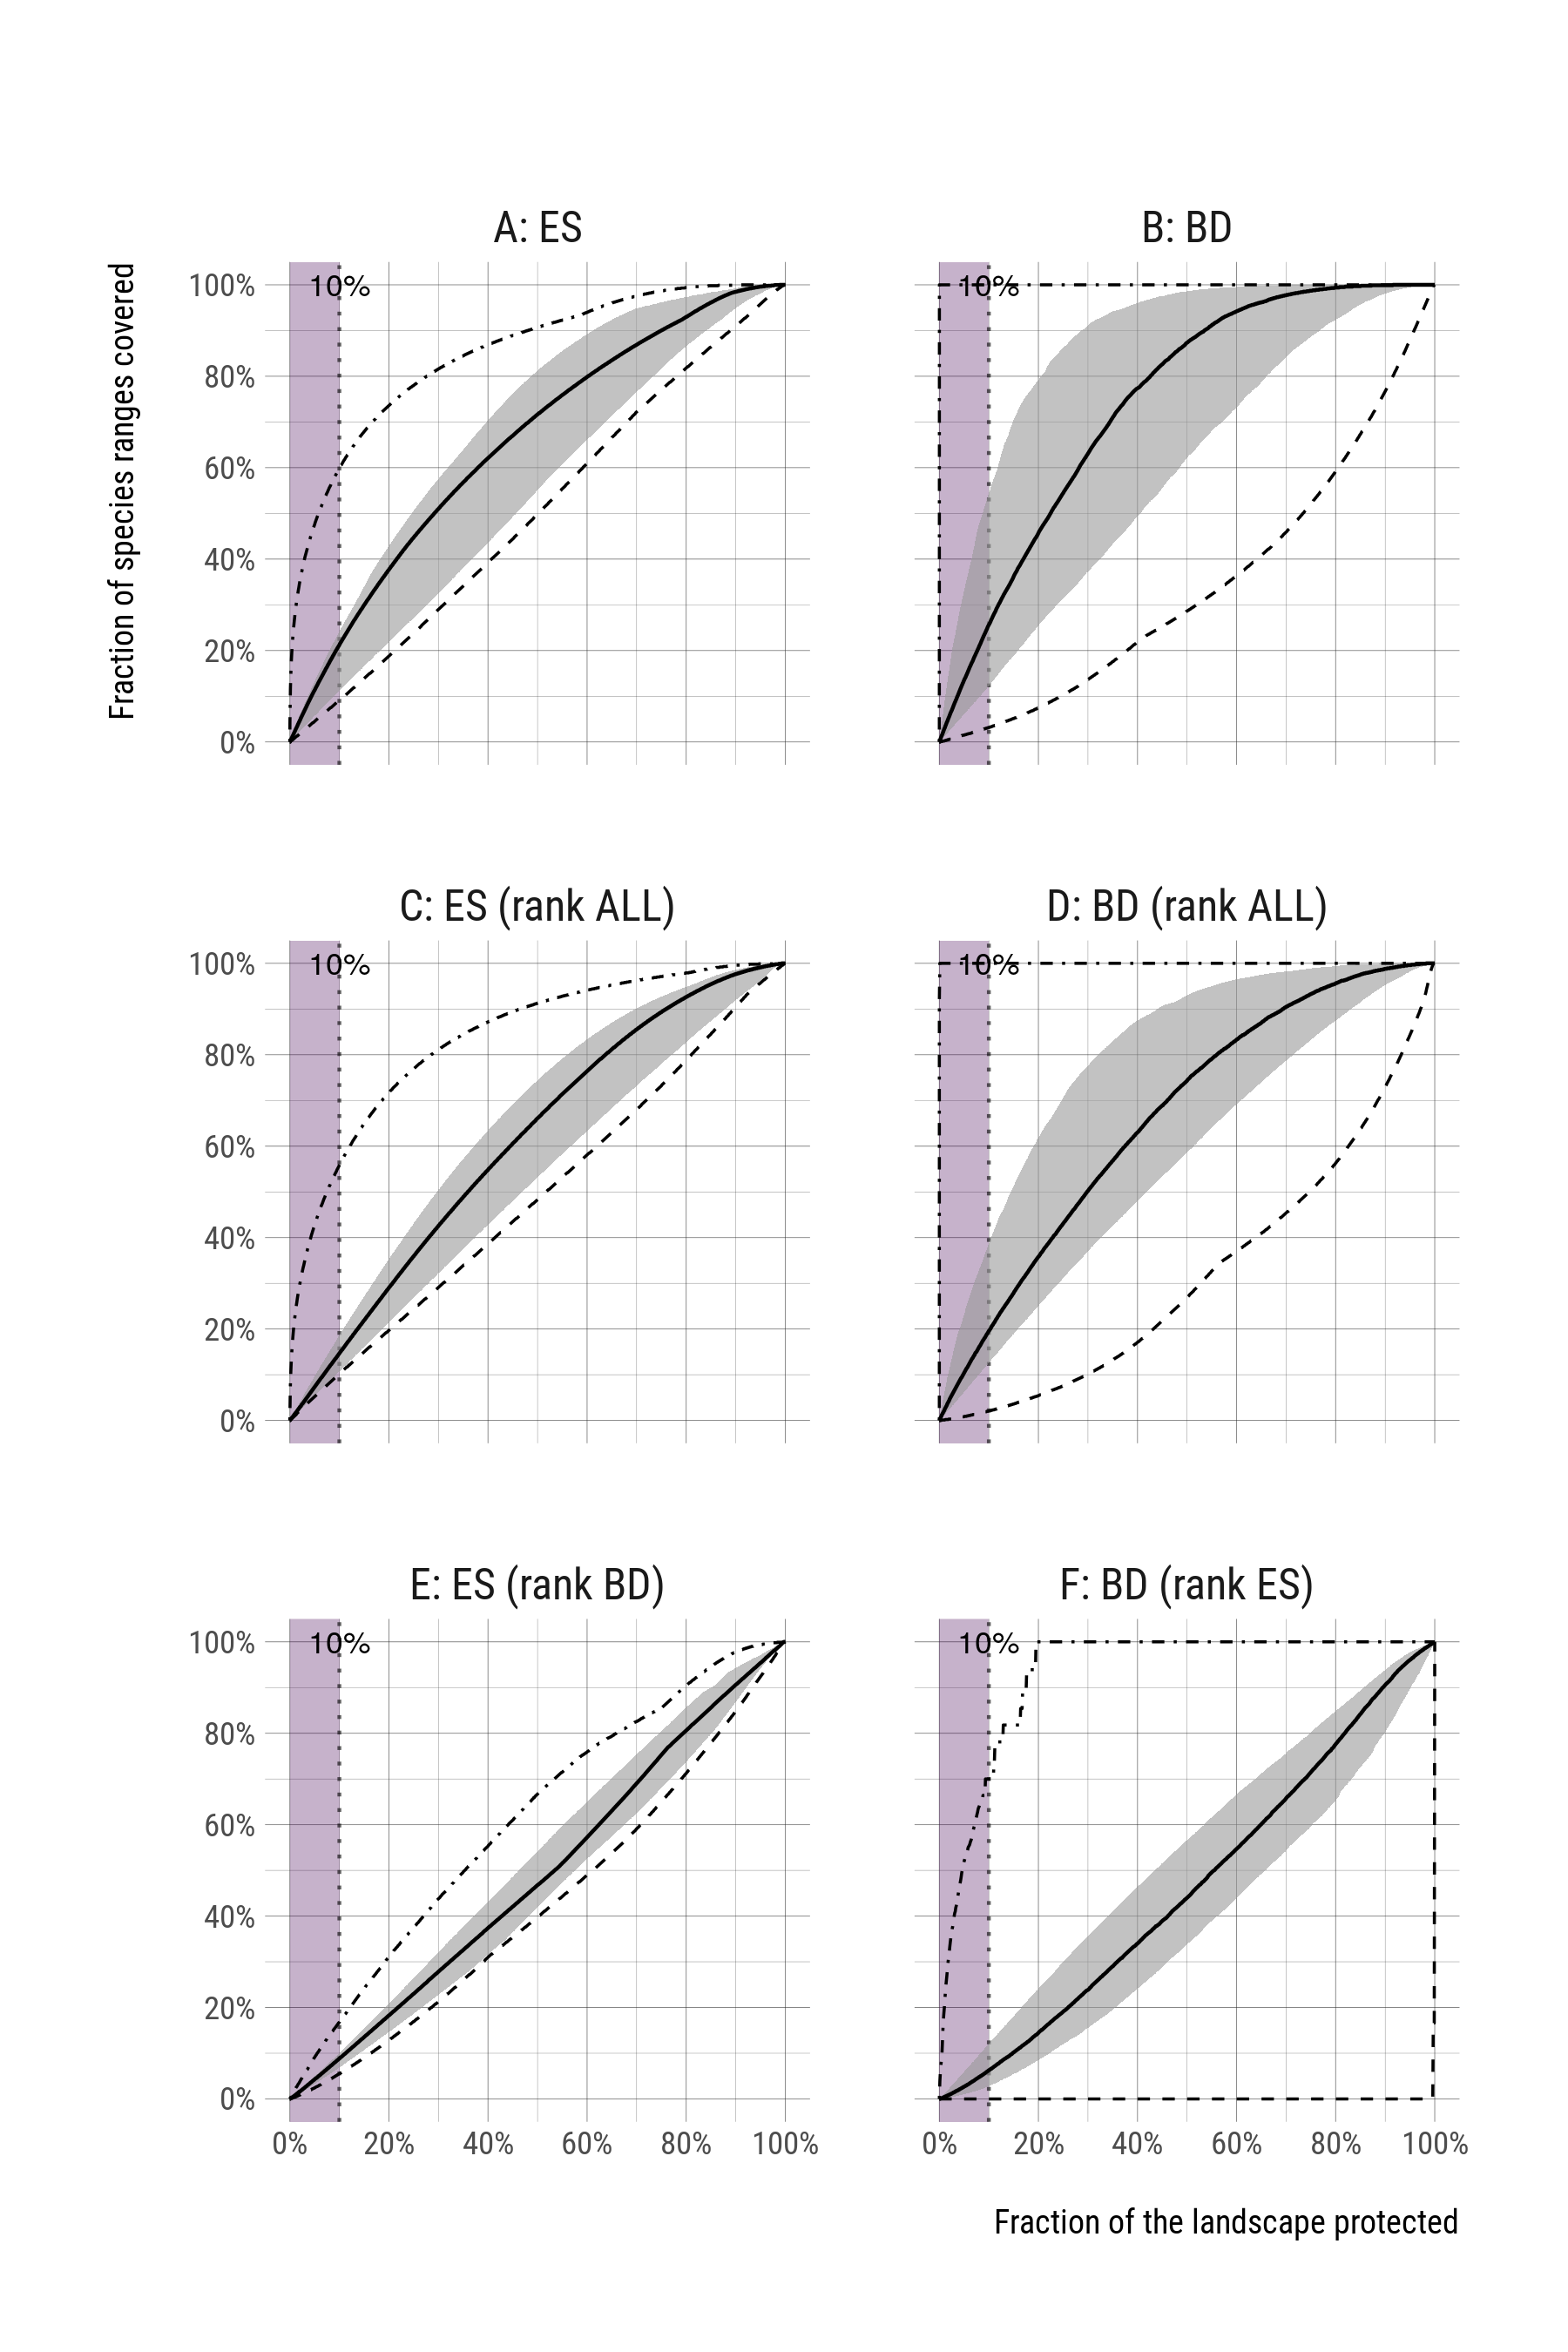 A: ES
B: BD
Fraction of species ranges covered
100%
80%
60%
40%
20%
0%
10%
10%
C: ES (rank ALL)
D: BD (rank ALL)
100%
80%
60%
40%
20%
0%
10%
10%
E: ES (rank BD)
F: BD (rank ES)
100%
80%
60%
40%
20%
0%
10%
10%
0% 20% 40% 60% 80% 100%
0% 20% 40% 60% 80% 100%
Fraction of the landscape protected